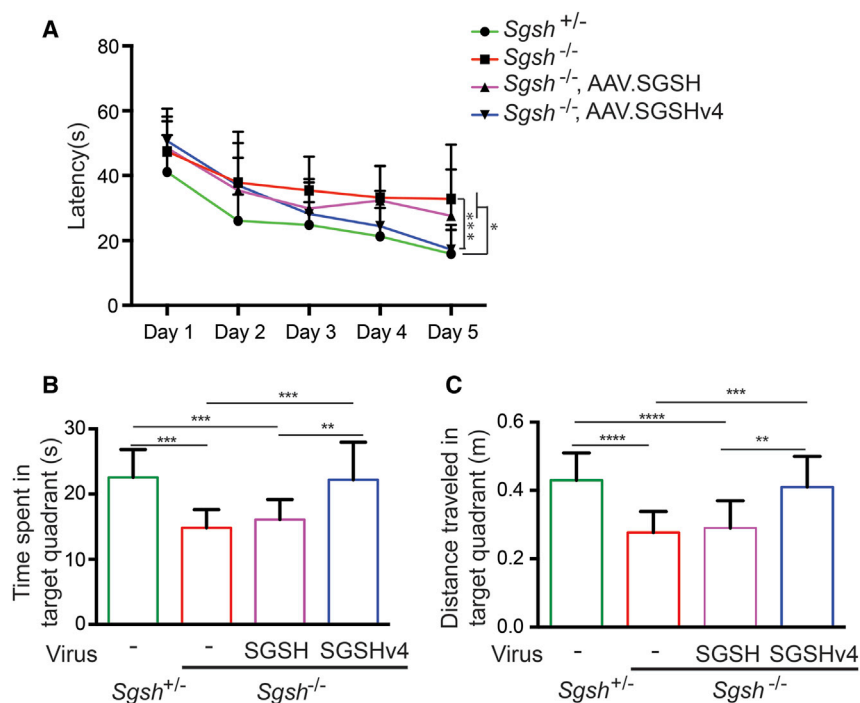 A
Sgsh +/-
Sgsh -/-
Sgsh -/-, AAV.SGSH
Sgsh -/-, AAV.SGSHv4
Latency(s)
80
60
40
20
0
***
*
Day 1 Day 2 Day 3 Day 4 Day 5
B
Time spent in
target quadrant (s)
30
20
10
0
***
***
***
**
Virus - - SGSH SGSHv4
Sgsh+/- Sgsh-/-
C
Distance traveled in
target quadrant (m)
0.6
0.4
0.2
0.0
***
****
****
**
Virus - - SGSH SGSHv4
Sgsh+/- Sgsh -/-